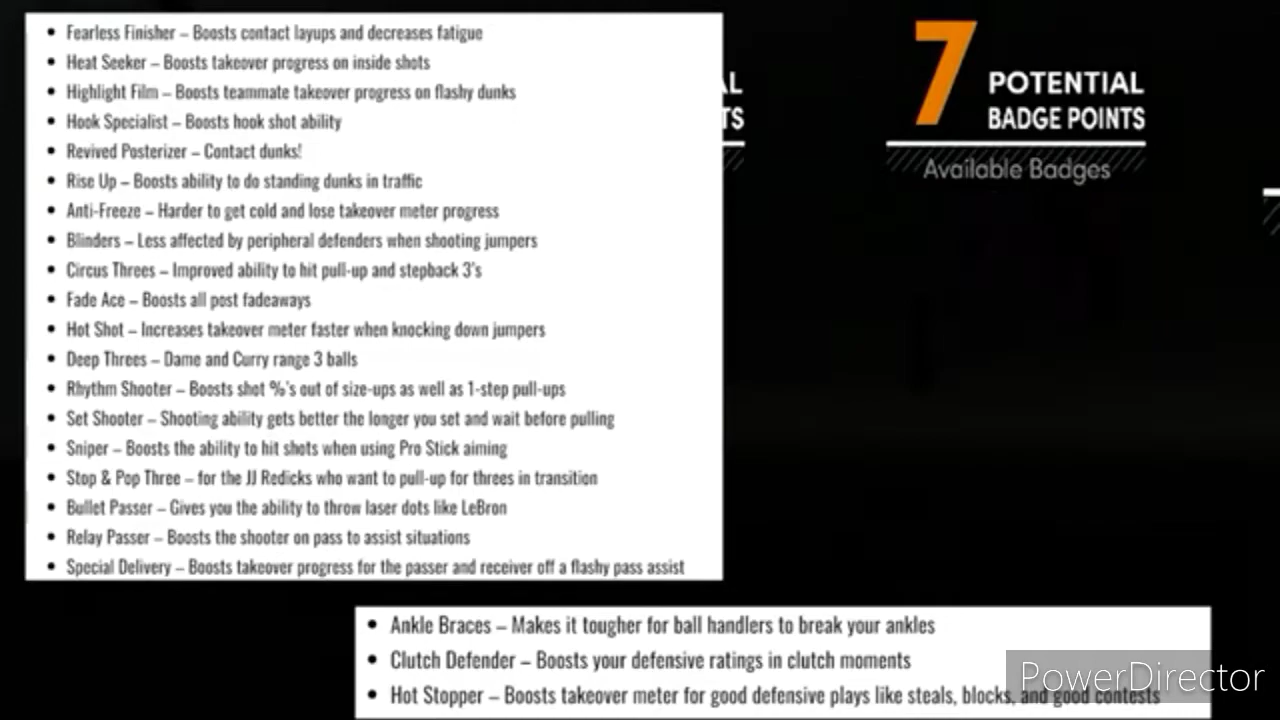 • Fearless Finisher – Boosts contact layups and decreases fatigue
• Heat Seeker – Boosts takeover progress on inside shots
• Highlight Film – Boosts teammate takeover progress on flashy dunks
• Hook Specialist – Boosts hook shot ability
• Revived Posterizer – Contact dunks!
• Rise Up – Boosts ability to do standing dunks in traffic
• Anti-Freeze – Harder to get cold and lose takeover meter progress
• Blinders – Less affected by peripheral defenders when shooting jumpers
• Circus Threes – Improved ability to hit pull-up and stepback 3's
• Fade Ace – Boosts all post fadeaways
• Hot Shot – Increases takeover meter faster when knocking down jumpers
• Deep Threes – Dame and Curry range 3 balls
• Rhythm Shooter – Boosts shot %'s out of size-ups as well as 1-step pull-ups
• Set Shooter – Shooting ability gets better the longer you set and wait before pulling
• Sniper – Boosts the ability to hit shots when using Pro Stick aiming
• Stop & Pop Three – for the JJ Redicks who want to pull-up for threes in transition
• Bullet Passer – Gives you the ability to throw laser dots like LeBron
• Relay Passer – Boosts the shooter on pass to assist situations
• Special Delivery – Boosts takeover progress for the passer and receiver off a flashy pass assist
AL
TS
7 POTENTIAL
BADGE POINTS
Available Badges
• Ankle Braces – Makes it tougher for ball handlers to break your ankles
• Clutch Defender – Boosts your defensive ratings in clutch moments
• Hot Stopper – Boosts takeover meter for good defensive plays like steals, blocks, and good contests
PowerDirector